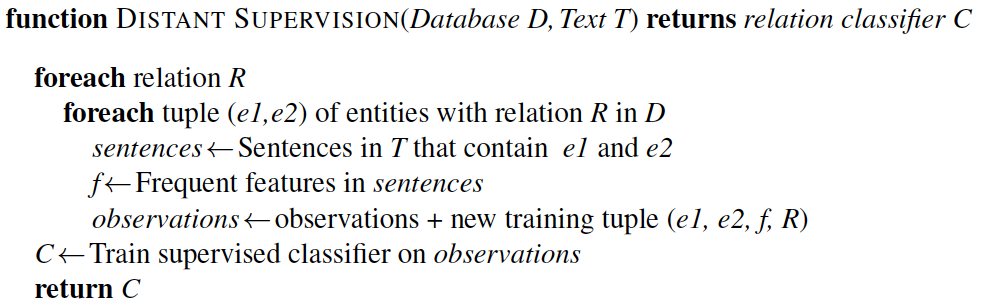 function DISTANT SUPERVISION(Database D, Text T) returns relation classifier C
foreach relation R
foreach tuple (e1,e2) of entities with relation R in D
sentences ← Sentences in T that contain e1 and e2
f ← Frequent features in sentences
observations ← observations + new training tuple (e1, e2, f, R)
C ← Train supervised classifier on observations
return C